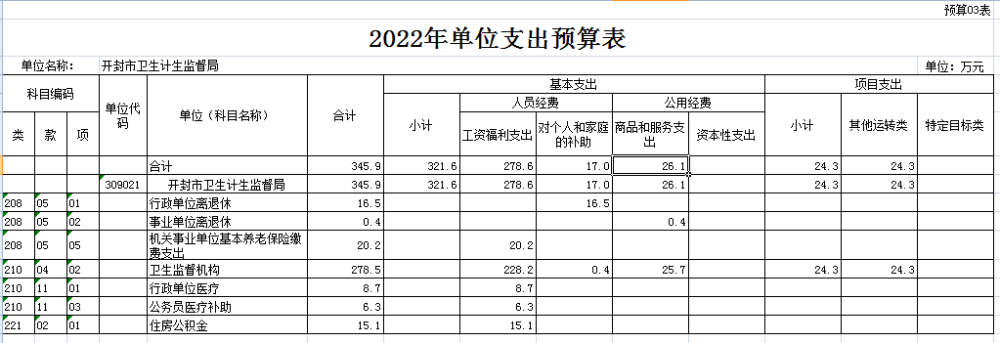 预算03表
2022年单位支出预算表
单位名称： 开封市卫生计生监督局 单位：万元
科目编码 单位代码 单位（科目名称） 合计 基本支出 项目支出
小计 人员经费 公用经费 小计 其他运转类 特定目标类
类 款 项 工资福利支出 对个人和家庭的补助 商品和服务支出 资本性支出
合计 345.9 321.6 278.6 17.0 26.1 24.3 24.3
309021 开封市卫生计生监督局 345.9 321.6 278.6 17.0 26.1 24.3 24.3
208 05 01 行政单位离退休 16.5 16.5
208 05 02 事业单位离退休 0.4 0.4
208 05 05 机关事业单位基本养老保险缴费支出 20.2 20.2
210 04 02 卫生监督机构 278.5 228.2 0.4 25.7 24.3 24.3
210 11 01 行政单位医疗 8.7 8.7
210 11 03 公务员医疗补助 6.3 6.3
221 02 01 住房公积金 15.1 15.1